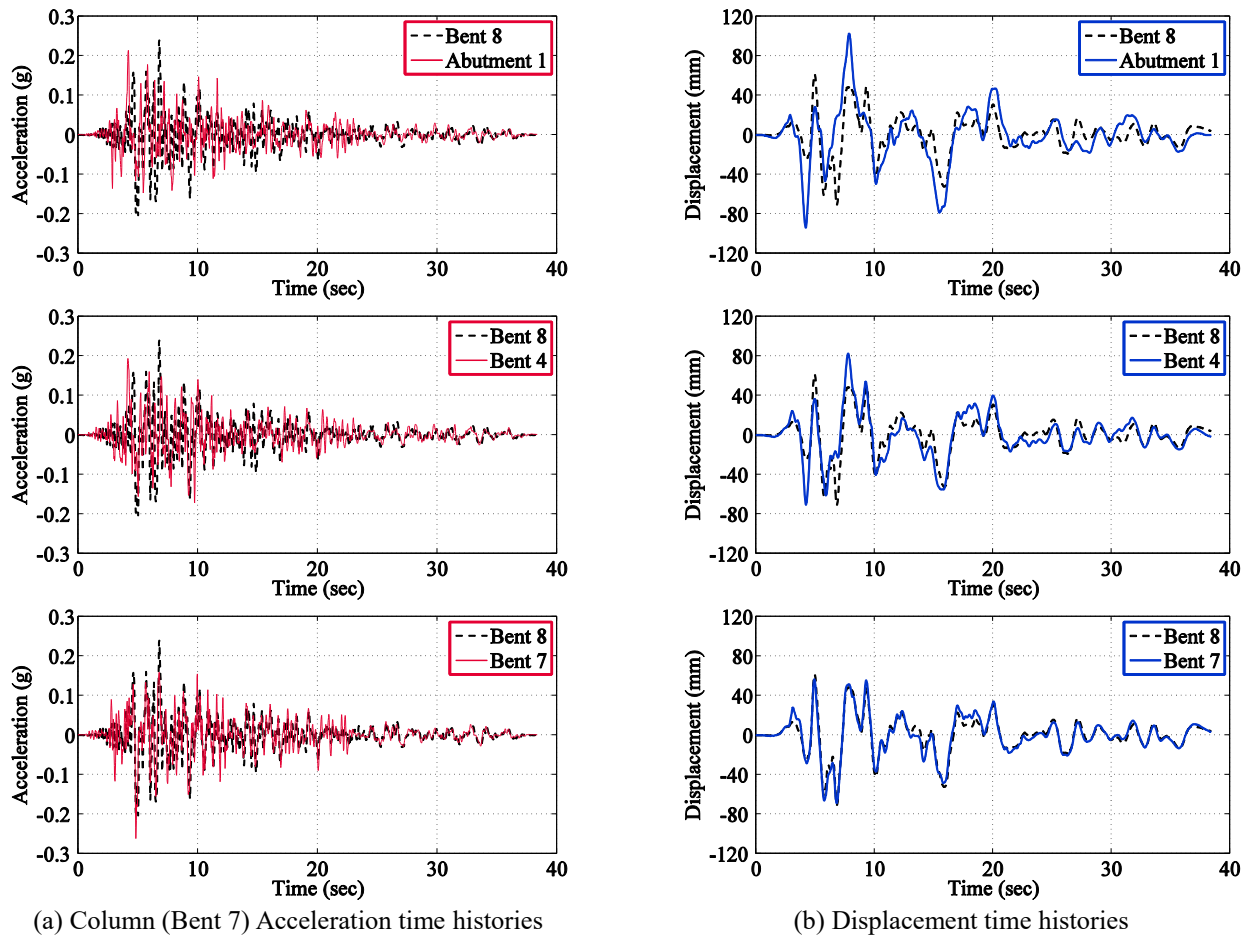 0.3
0.2
0.1
0
-0.1
-0.2
-0.3
Acceleration (g)
Bent 8
Abutment 1
0 10 20 30 40
Time (sec)
120
80
40
0
-40
-80
-120
Displacement (mm)
Bent 8
Abutment 1
0 10 20 30 40
Time (sec)
0.3
0.2
0.1
0
-0.1
-0.2
-0.3
Acceleration (g)
Bent 8
Bent 4
0 10 20 30 40
Time (sec)
120
80
40
0
-40
-80
-120
Displacement (mm)
Bent 8
Bent 4
0 10 20 30 40
Time (sec)
0.3
0.2
0.1
0
-0.1
-0.2
-0.3
Acceleration (g)
Bent 8
Bent 7
0 10 20 30 40
Time (sec)
120
80
40
0
-40
-80
-120
Displacement (mm)
Bent 8
Bent 7
0 10 20 30 40
Time (sec)
(a) Column (Bent 7) Acceleration time histories
(b) Displacement time histories